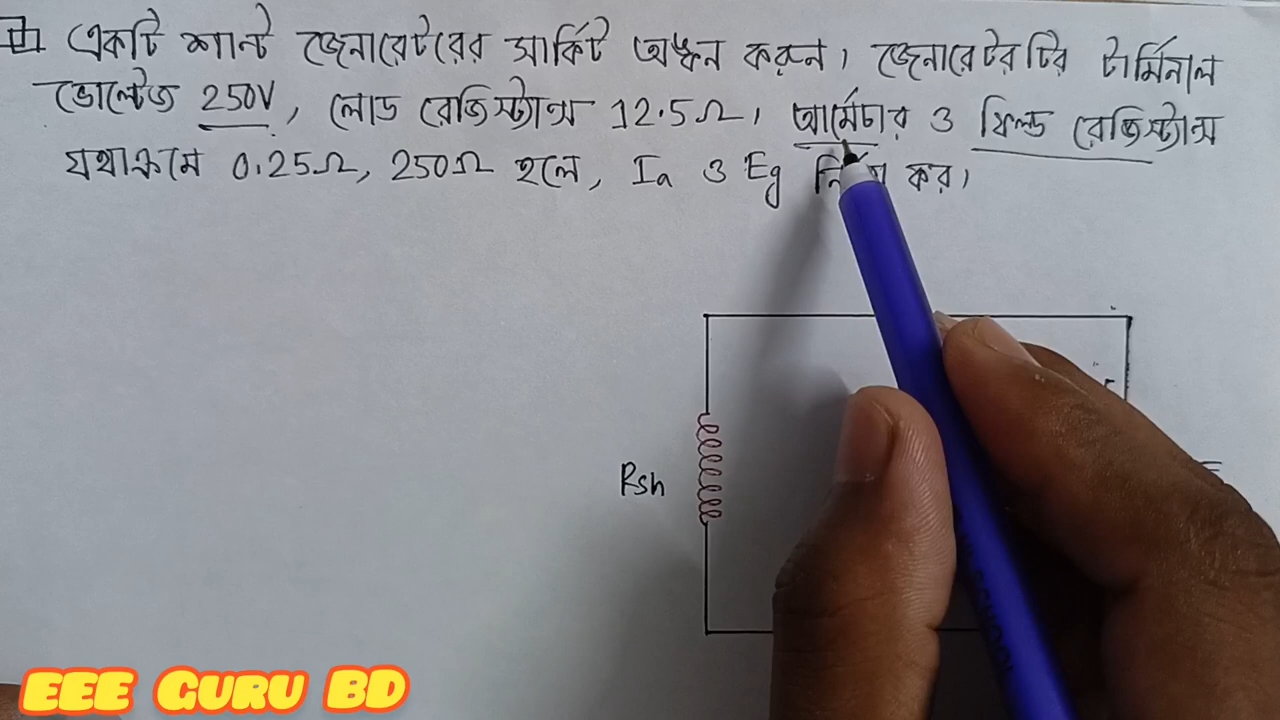 একটি শান্ট জেনারেটরের সার্কিট অঙ্কন করুন। জেনারেটরটির টার্মিনাল
ভোল্টেজ 250V, লোড রেজিস্ট্যান্স 12.5Ω, আর্মেচার ও ফিল্ড রেজিস্ট্যান্স
যথাক্রমে 0.25Ω, 250Ω হলে, Ia ও Eg কর।
Rsh
EEE GURU BD